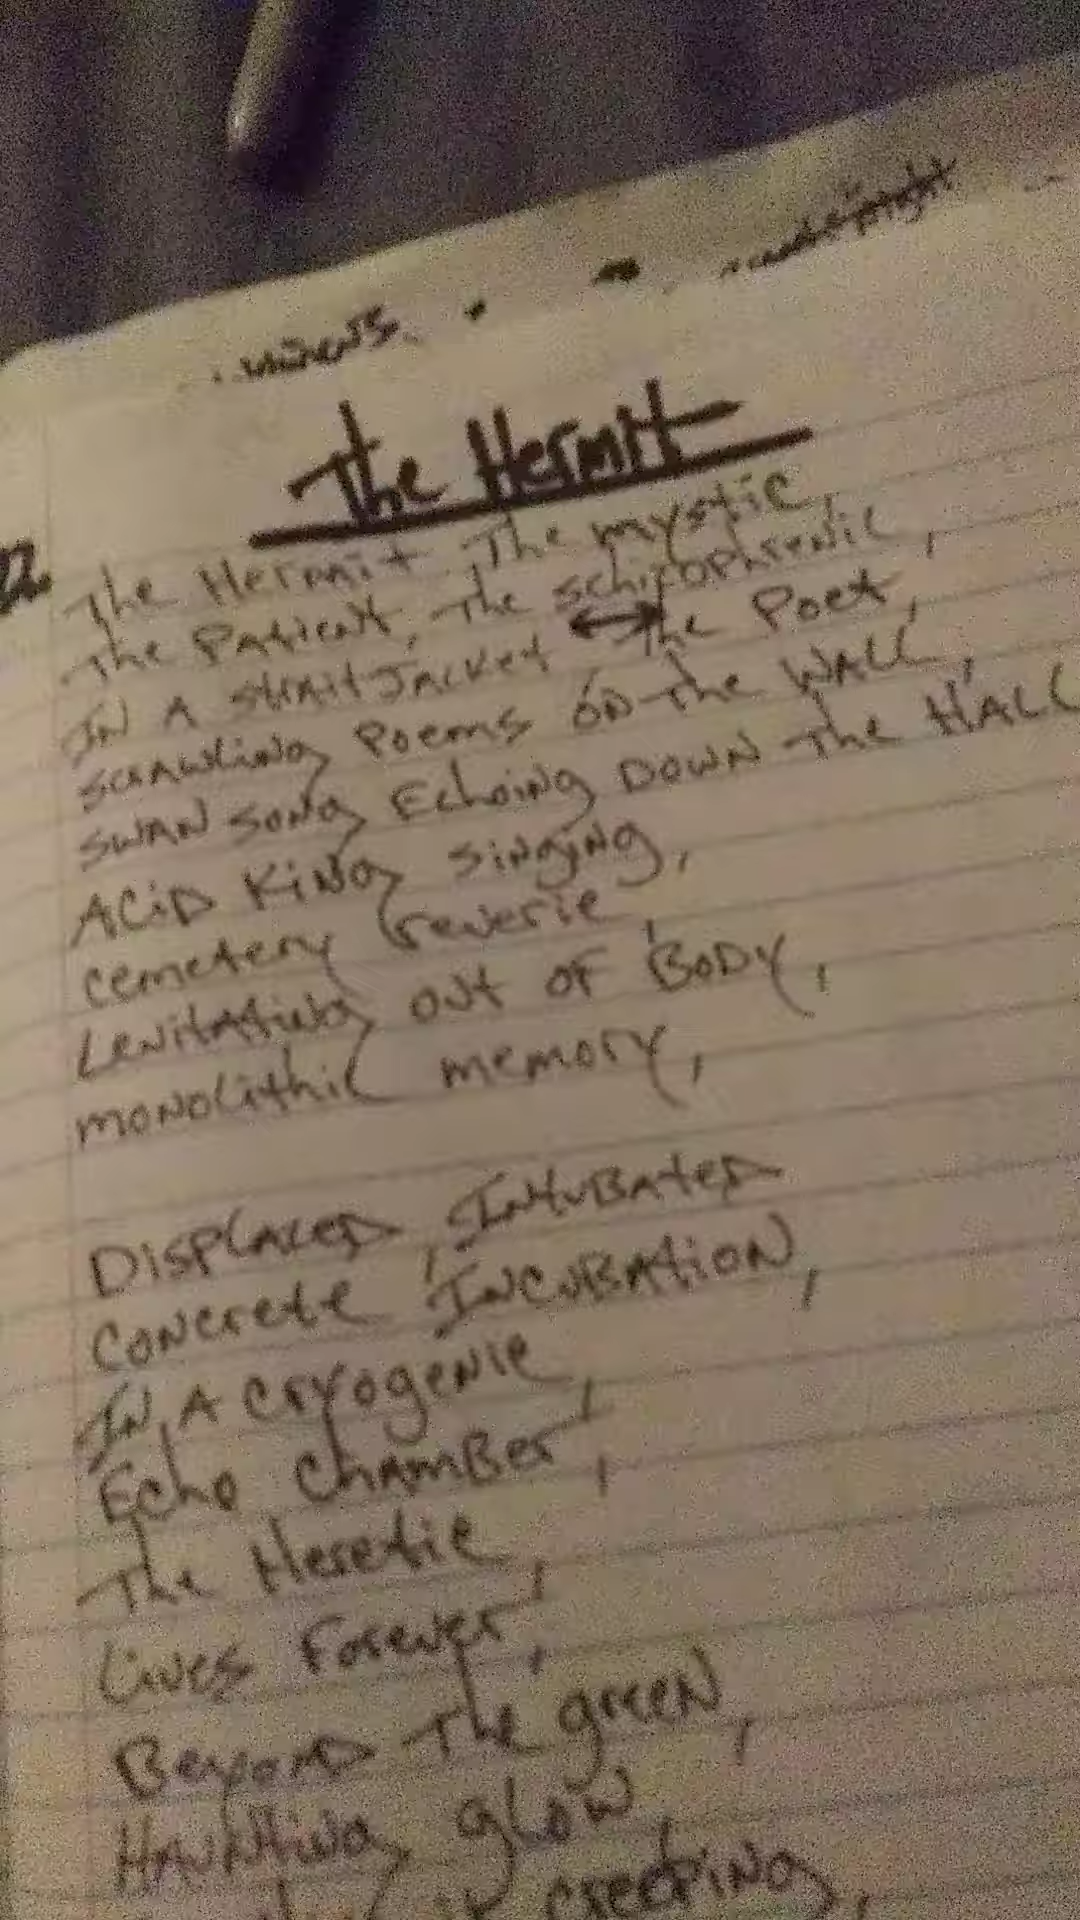 The Hermit
The Hermit, The mystic,
The Patient, The schizophrenic,
IN A straitJacket ↔ The Poet,
scrawling Poems ON The WALL,
SWAN SONg Echoing DOWN The HALL
ACiD KiNg singing,
cemetery reverie,
Levitating out OF BODY,
monolithic memory,
DISPlaceD, INtuBateD
CONcrete INCuBAtiON,
IN A Cryogenic,
Echo ChamBer,
The Heretic,
Lives Forever,
BeyonD The green,
HAuNtiNg glow
creeping,